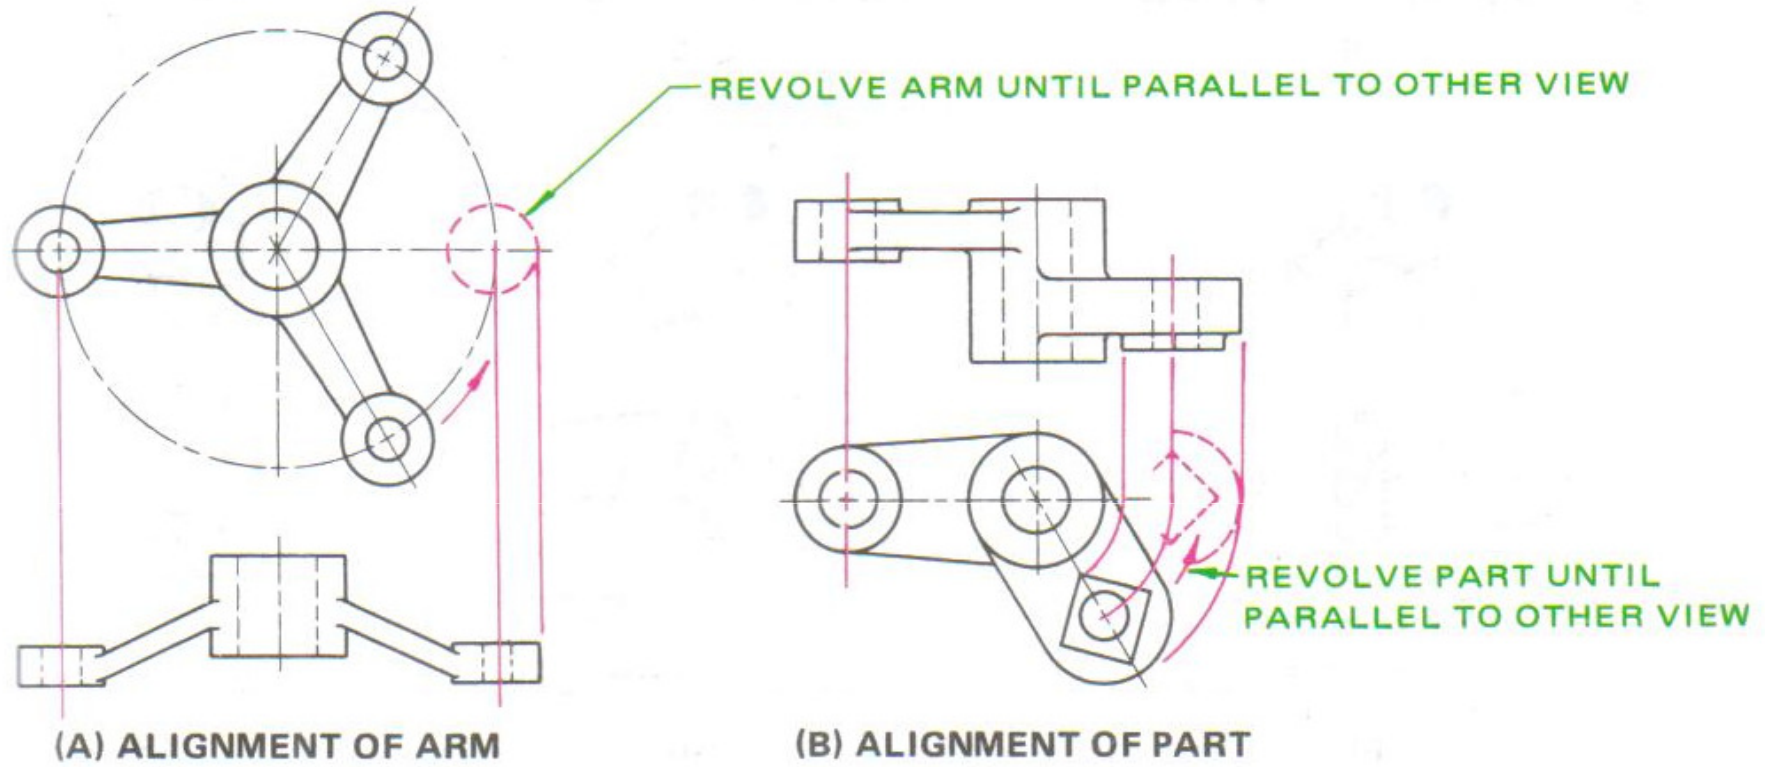 REVOLVE ARM UNTIL PARALLEL TO OTHER VIEW
REVOLVE PART UNTIL
PARALLEL TO OTHER VIEW
(A) ALIGNMENT OF ARM
(B) ALIGNMENT OF PART